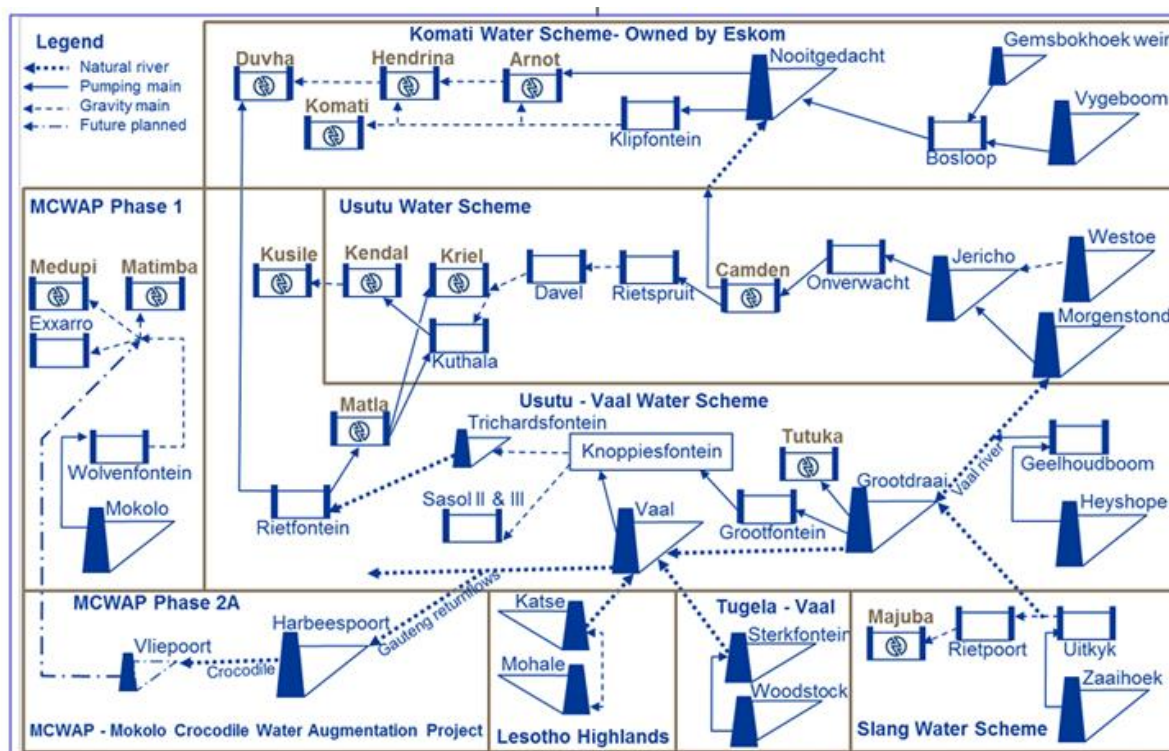 Legend
Natural river
Pumping main
Gravity main
Future planned
Komati Water Scheme- Owned by Eskom
Duvha
Hendrina
Arnot
Nooitgedacht
Gemsbokhoek wein
Komati
Klipfontein
Vygeboom
Bosloop
MCWAP Phase 1
Medupi
Matimba
Exxarro
Wolvenfontein
Mokolo
Usutu Water Scheme
Kusile
Kendal
Kriel
Davel
Rietspruit
Camden
Onverwacht
Jericho
Westoe
Morgenstond
Kuthala
Usutu - Vaal Water Scheme
Matla
Trichardsfontein
Knoppiesfontein
Tutuka
Vaal river
Geelhoudboom
Rietfontein
Sasol II & III
Vaal
Grootfontein
Grootdraai
Heyshope
MCWAP Phase 2A
Harbeespoort
Gauteng returnflows
Vliepoort
Crocodile
MCWAP - Mokolo Crocodile Water Augmentation Project
Katse
Mohale
Lesotho Highlands
Tugela - Vaal
Sterkfontein
Woodstock
Majuba
Rietpoort
Uitkyk
Zaaihoek
Slang Water Scheme